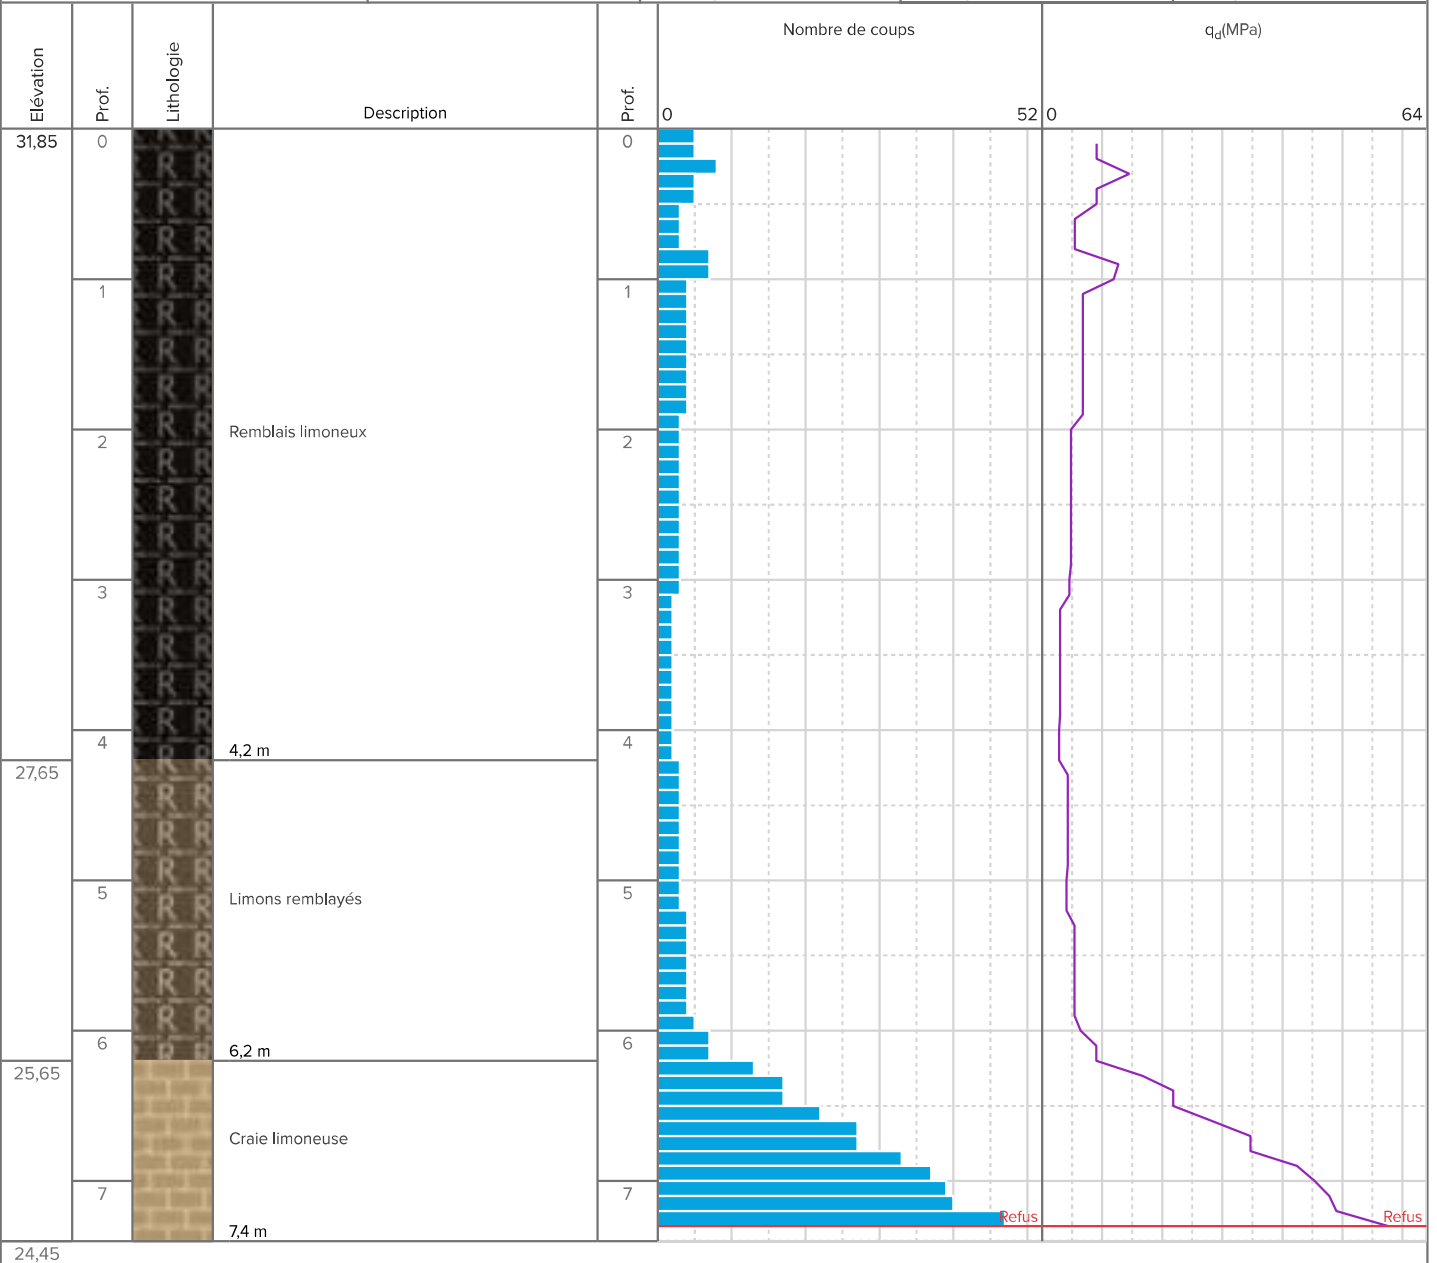 Elévation
Prof.
Lithologie
Description
Prof.
Nombre de coups
0 52
qd(MPa)
0 64
31,85
0
0
1
1
2
Remblais limoneux
2
3
3
4
4
4,2 m
27,65
5
Limons remblayés
5
6
6
6,2 m
25,65
Craie limoneuse
7
7
Refus
Refus
7,4 m
24,45